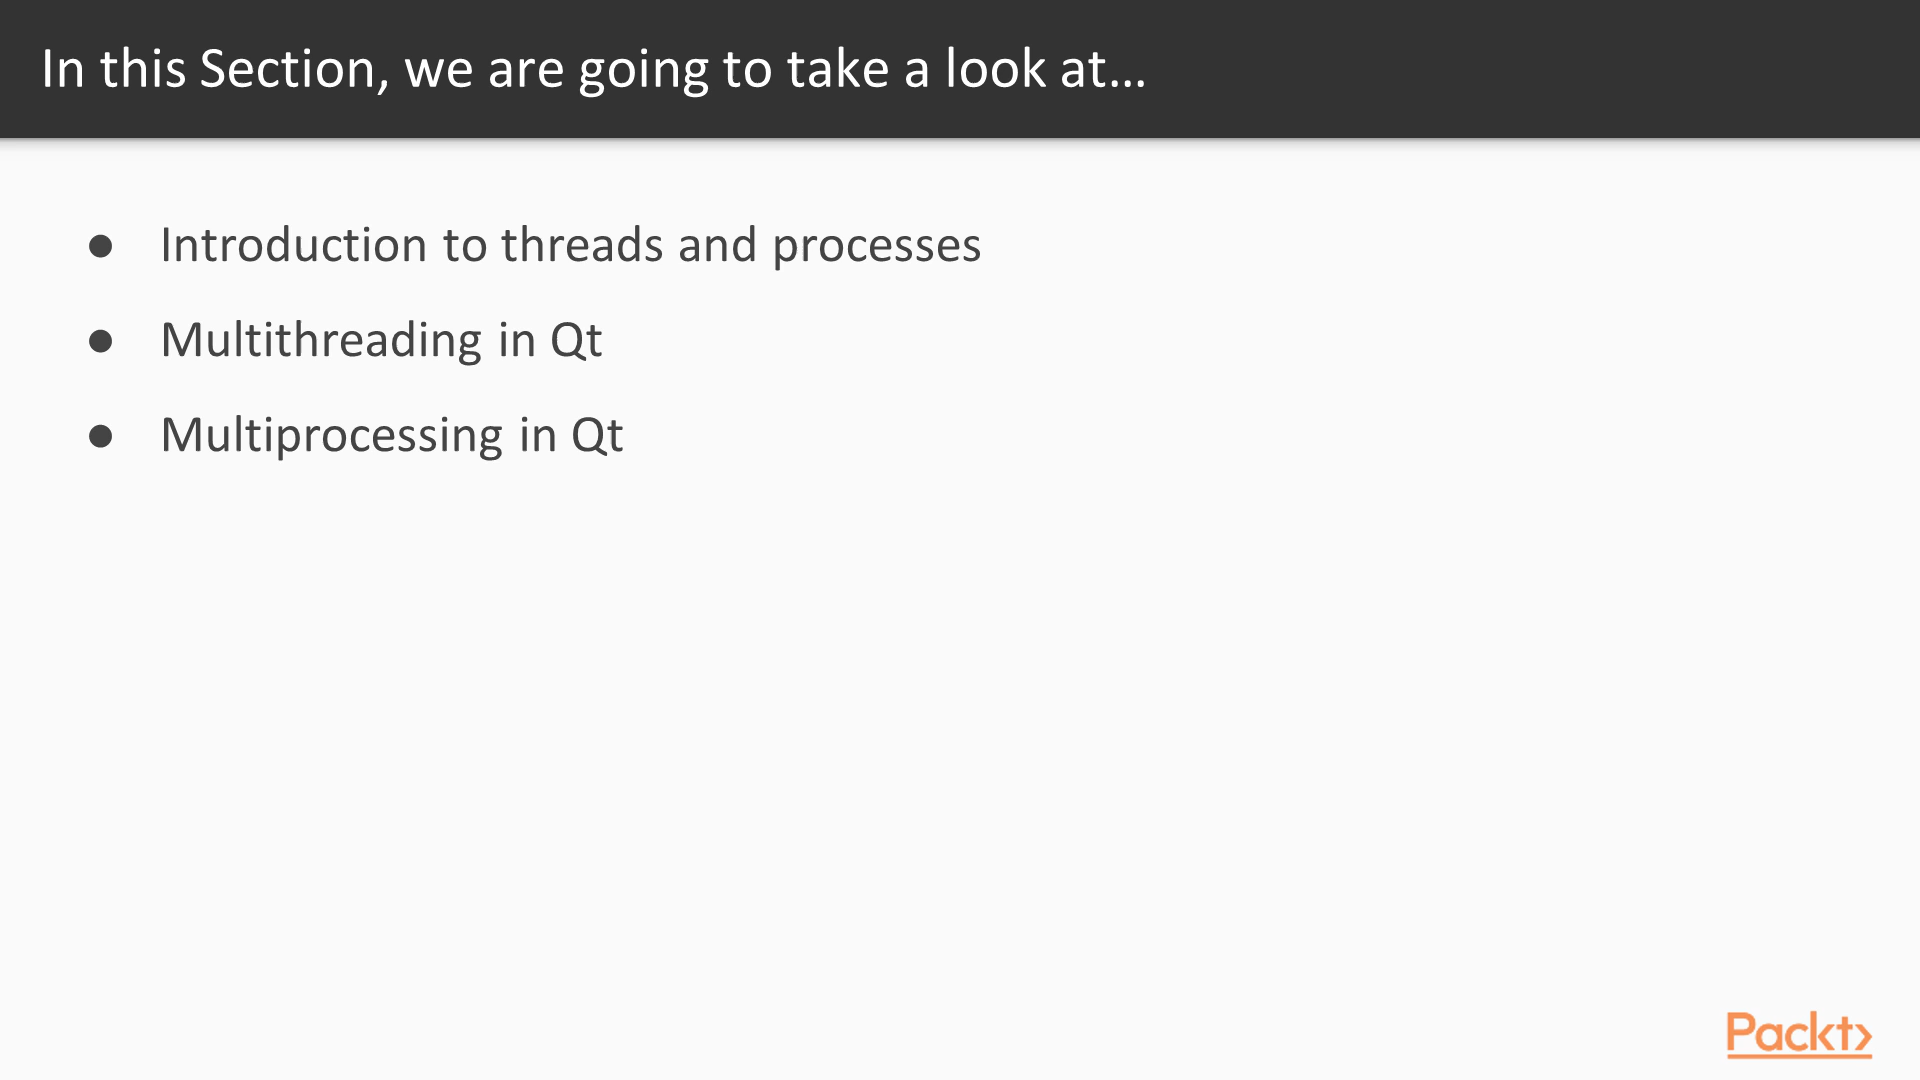 In this Section, we are going to take a look at...
● Introduction to threads and processes
● Multithreading in Qt
● Multiprocessing in Qt
Packt>